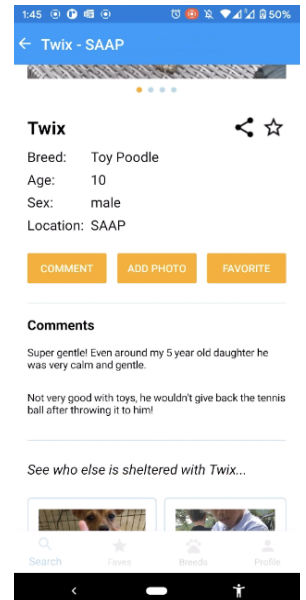 1:45 50%
Twix - SAAP
Twix
Breed: Toy Poodle
Age: 10
Sex: male
Location: SAAP
COMMENT ADD PHOTO FAVORITE
Comments
Super gentle! Even around my 5 year old daughter he
was very calm and gentle.
Not very good with toys, he wouldn't give back the tennis
ball after throwing it to him!
See who else is sheltered with Twix...
Search Faves Breeds Profile